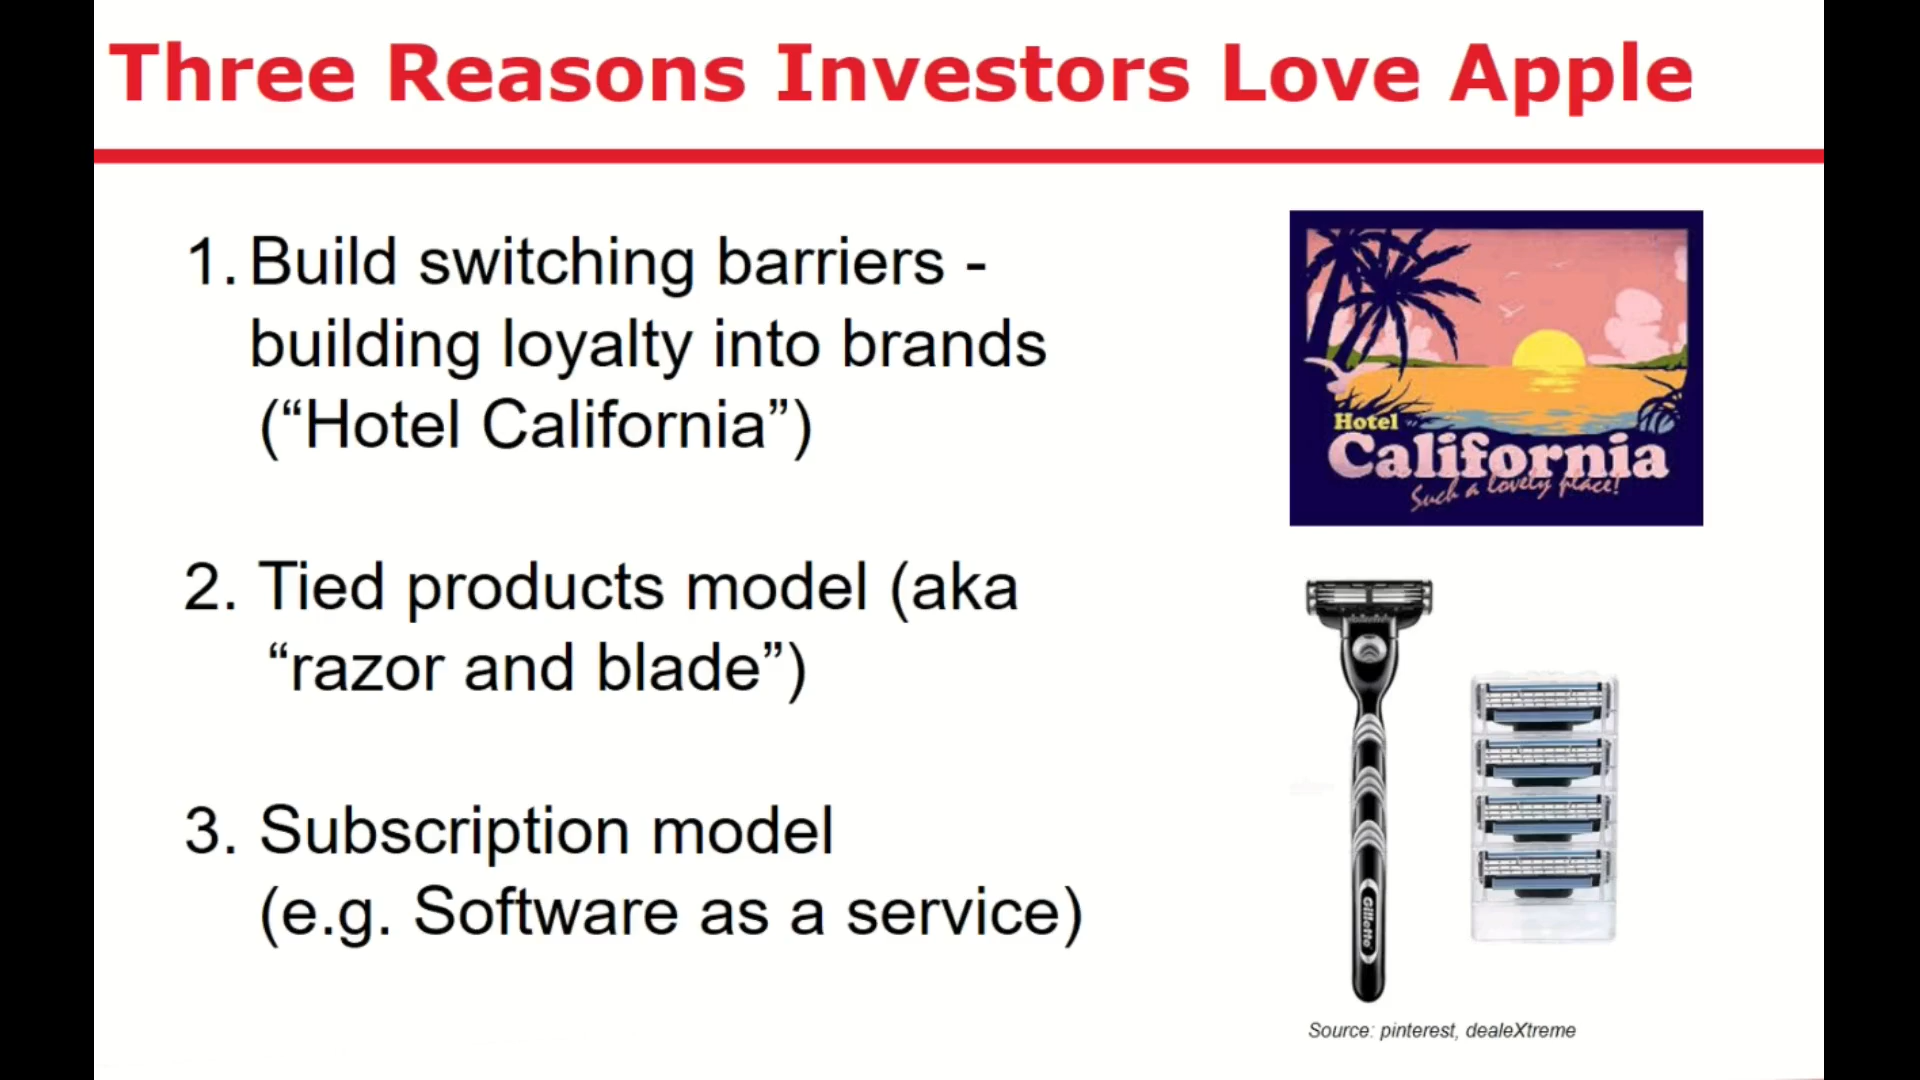 Three Reasons Investors Love Apple
1. Build switching barriers -
building loyalty into brands
(“Hotel California”)
Hotel
California
Such a lovely place!
2. Tied products model (aka
“razor and blade”)
3. Subscription model
(e.g. Software as a service)
Gillette
Source: pinterest, dealeXtreme